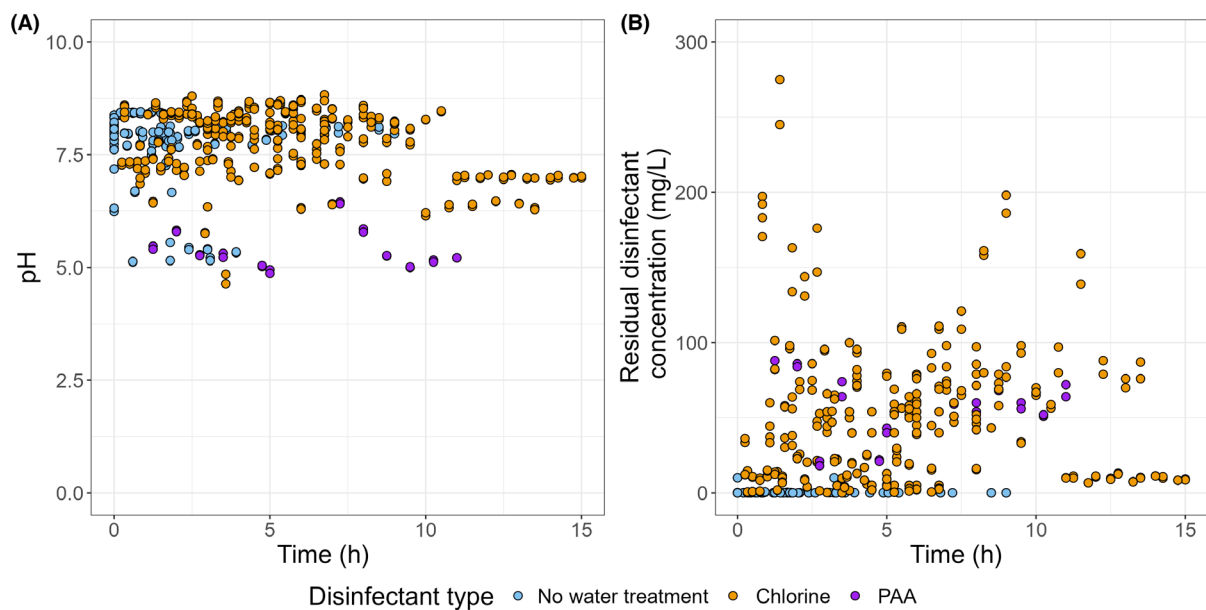 (A)
10.0
7.5
5.0
2.5
0.0
pH
0
5
10
15
Time (h)
(B)
300
200
100
0
Residual disinfectant
concentration (mg/L)
0
5
10
15
Time (h)
Disinfectant type No water treatment Chlorine PAA